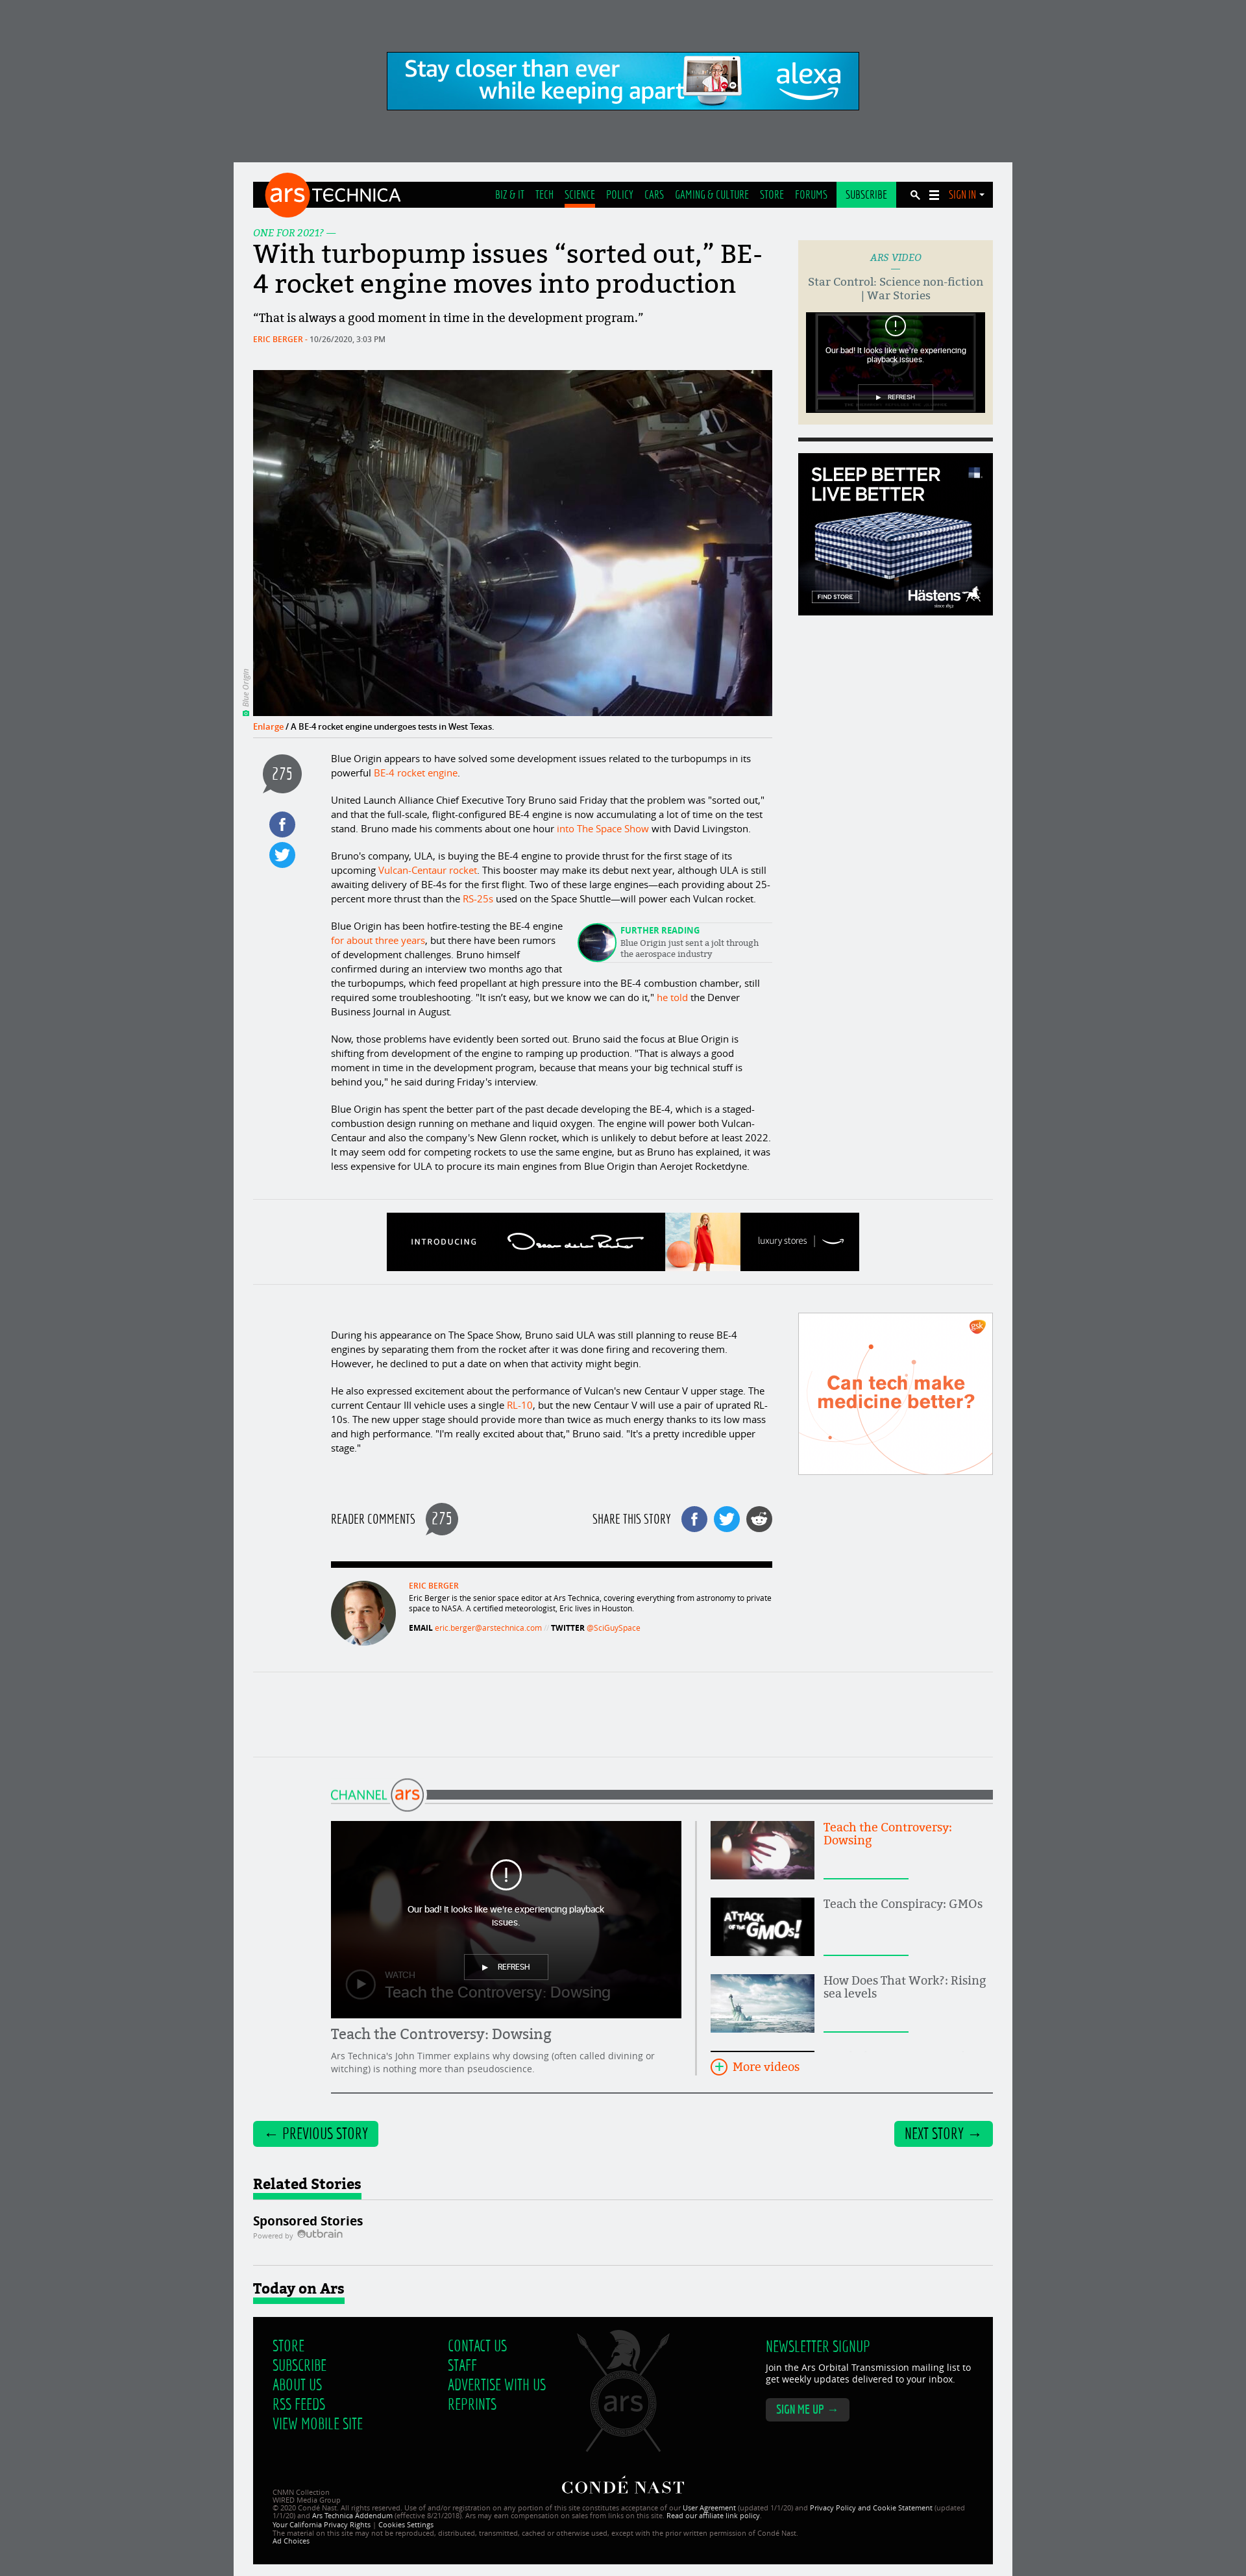 Stay closer than ever
while keeping apart
alexa
ars TECHNICA
BIZ & IT TECH SCIENCE POLICY CARS GAMING & CULTURE STORE FORUMS SUBSCRIBE SIGN IN
ONE FOR 2021? —
With turbopump issues “sorted out,” BE-
4 rocket engine moves into production
“That is always a good moment in time in the development program.”
ERIC BERGER - 10/26/2020, 3:03 PM
ARS VIDEO
—
Star Control: Science non-fiction
| War Stories
Our bad! It looks like we're experiencing
playback issues.
REFRESH
SLEEP BETTER
LIVE BETTER
FIND STORE
Hästens
since 1852
Blue Origin
Enlarge / A BE-4 rocket engine undergoes tests in West Texas.
275
Blue Origin appears to have solved some development issues related to the turbopumps in its
powerful BE-4 rocket engine.
United Launch Alliance Chief Executive Tory Bruno said Friday that the problem was "sorted out,"
and that the full-scale, flight-configured BE-4 engine is now accumulating a lot of time on the test
stand. Bruno made his comments about one hour into The Space Show with David Livingston.
Bruno's company, ULA, is buying the BE-4 engine to provide thrust for the first stage of its
upcoming Vulcan-Centaur rocket. This booster may make its debut next year, although ULA is still
awaiting delivery of BE-4s for the first flight. Two of these large engines—each providing about 25-
percent more thrust than the RS-25s used on the Space Shuttle—will power each Vulcan rocket.
FURTHER READING
Blue Origin just sent a jolt through
the aerospace industry
Blue Origin has been hotfire-testing the BE-4 engine
for about three years, but there have been rumors
of development challenges. Bruno himself
confirmed during an interview two months ago that
the turbopumps, which feed propellant at high pressure into the BE-4 combustion chamber, still
required some troubleshooting. "It isn’t easy, but we know we can do it," he told the Denver
Business Journal in August.
Now, those problems have evidently been sorted out. Bruno said the focus at Blue Origin is
shifting from development of the engine to ramping up production. "That is always a good
moment in time in the development program, because that means your big technical stuff is
behind you," he said during Friday's interview.
Blue Origin has spent the better part of the past decade developing the BE-4, which is a staged-
combustion design running on methane and liquid oxygen. The engine will power both Vulcan-
Centaur and also the company's New Glenn rocket, which is unlikely to debut before at least 2022.
It may seem odd for competing rockets to use the same engine, but as Bruno has explained, it was
less expensive for ULA to procure its main engines from Blue Origin than Aerojet Rocketdyne.
INTRODUCING Oscar de la Renta luxury stores
During his appearance on The Space Show, Bruno said ULA was still planning to reuse BE-4
engines by separating them from the rocket after it was done firing and recovering them.
However, he declined to put a date on when that activity might begin.
He also expressed excitement about the performance of Vulcan's new Centaur V upper stage. The
current Centaur III vehicle uses a single RL-10, but the new Centaur V will use a pair of uprated RL-
10s. The new upper stage should provide more than twice as much energy thanks to its low mass
and high performance. "I'm really excited about that," Bruno said. "It's a pretty incredible upper
stage."
gsk
Can tech make
medicine better?
READER COMMENTS 275
SHARE THIS STORY
ERIC BERGER
Eric Berger is the senior space editor at Ars Technica, covering everything from astronomy to private
space to NASA. A certified meteorologist, Eric lives in Houston.
EMAIL eric.berger@arstechnica.com // TWITTER @SciGuySpace
CHANNEL ars
Our bad! It looks like we're experiencing playback
issues.
REFRESH
WATCH
Teach the Controversy: Dowsing
Teach the Controversy: Dowsing
Ars Technica's John Timmer explains why dowsing (often called divining or
witching) is nothing more than pseudoscience.
Teach the Controversy:
Dowsing
ATTACK OF THE GMOs!
Teach the Conspiracy: GMOs
How Does That Work?: Rising
sea levels
More videos
← PREVIOUS STORY
NEXT STORY →
Related Stories
Sponsored Stories
Powered by Outbrain
Today on Ars
STORE
SUBSCRIBE
ABOUT US
RSS FEEDS
VIEW MOBILE SITE
CONTACT US
STAFF
ADVERTISE WITH US
REPRINTS
ars
NEWSLETTER SIGNUP
Join the Ars Orbital Transmission mailing list to
get weekly updates delivered to your inbox.
SIGN ME UP →
CONDÉ NAST
CNMN Collection
WIRED Media Group
© 2020 Condé Nast. All rights reserved. Use of and/or registration on any portion of this site constitutes acceptance of our User Agreement (updated 1/1/20) and Privacy Policy and Cookie Statement (updated
1/1/20) and Ars Technica Addendum (effective 8/21/2018). Ars may earn compensation on sales from links on this site. Read our affiliate link policy.
Your California Privacy Rights | Cookies Settings
The material on this site may not be reproduced, distributed, transmitted, cached or otherwise used, except with the prior written permission of Condé Nast.
Ad Choices